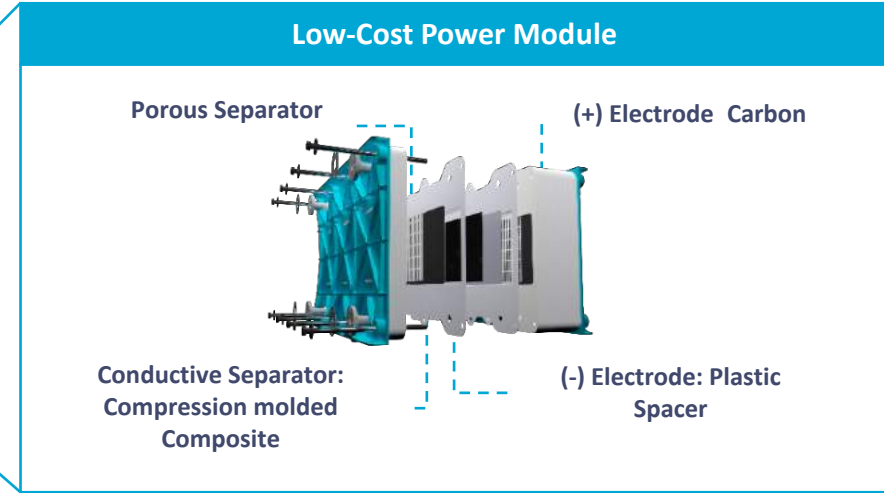 Low-Cost Power Module
Porous Separator
(+) Electrode Carbon
Conductive Separator:
Compression molded
Composite
(-) Electrode: Plastic
Spacer